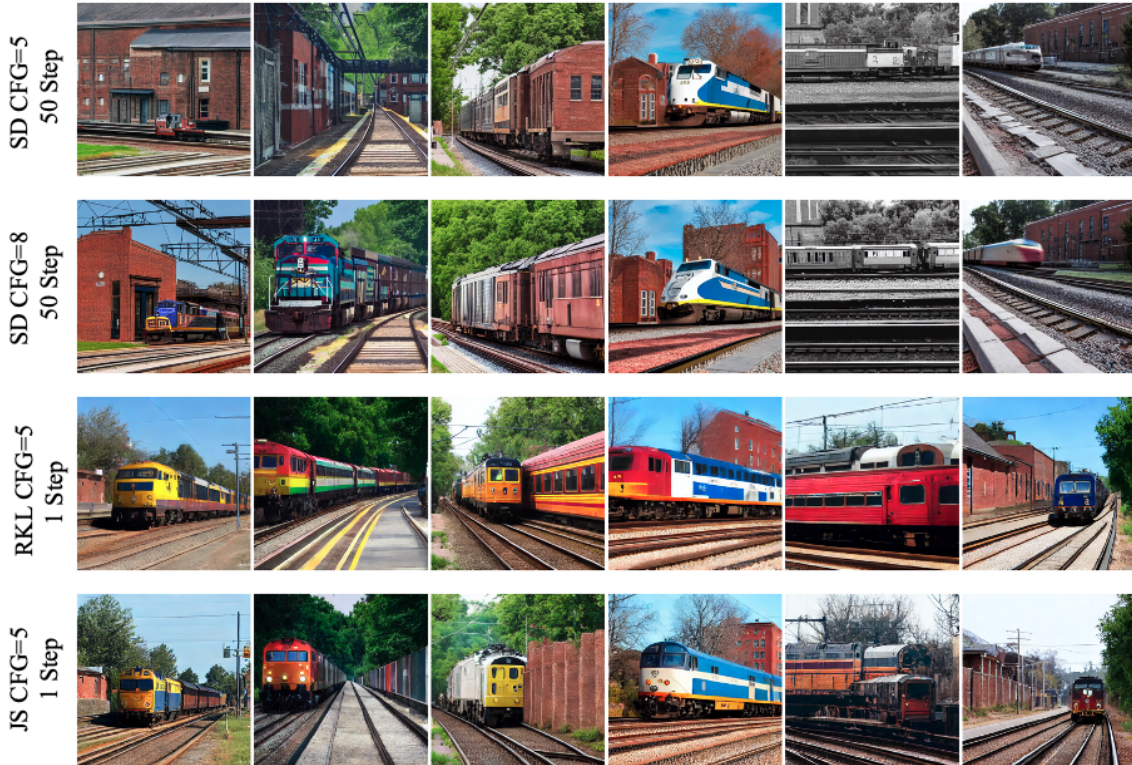 SD CFG=5
50 Step
SD CFG=8
50 Step
RKL CFG=5
1 Step
JS CFG=5
1 Step